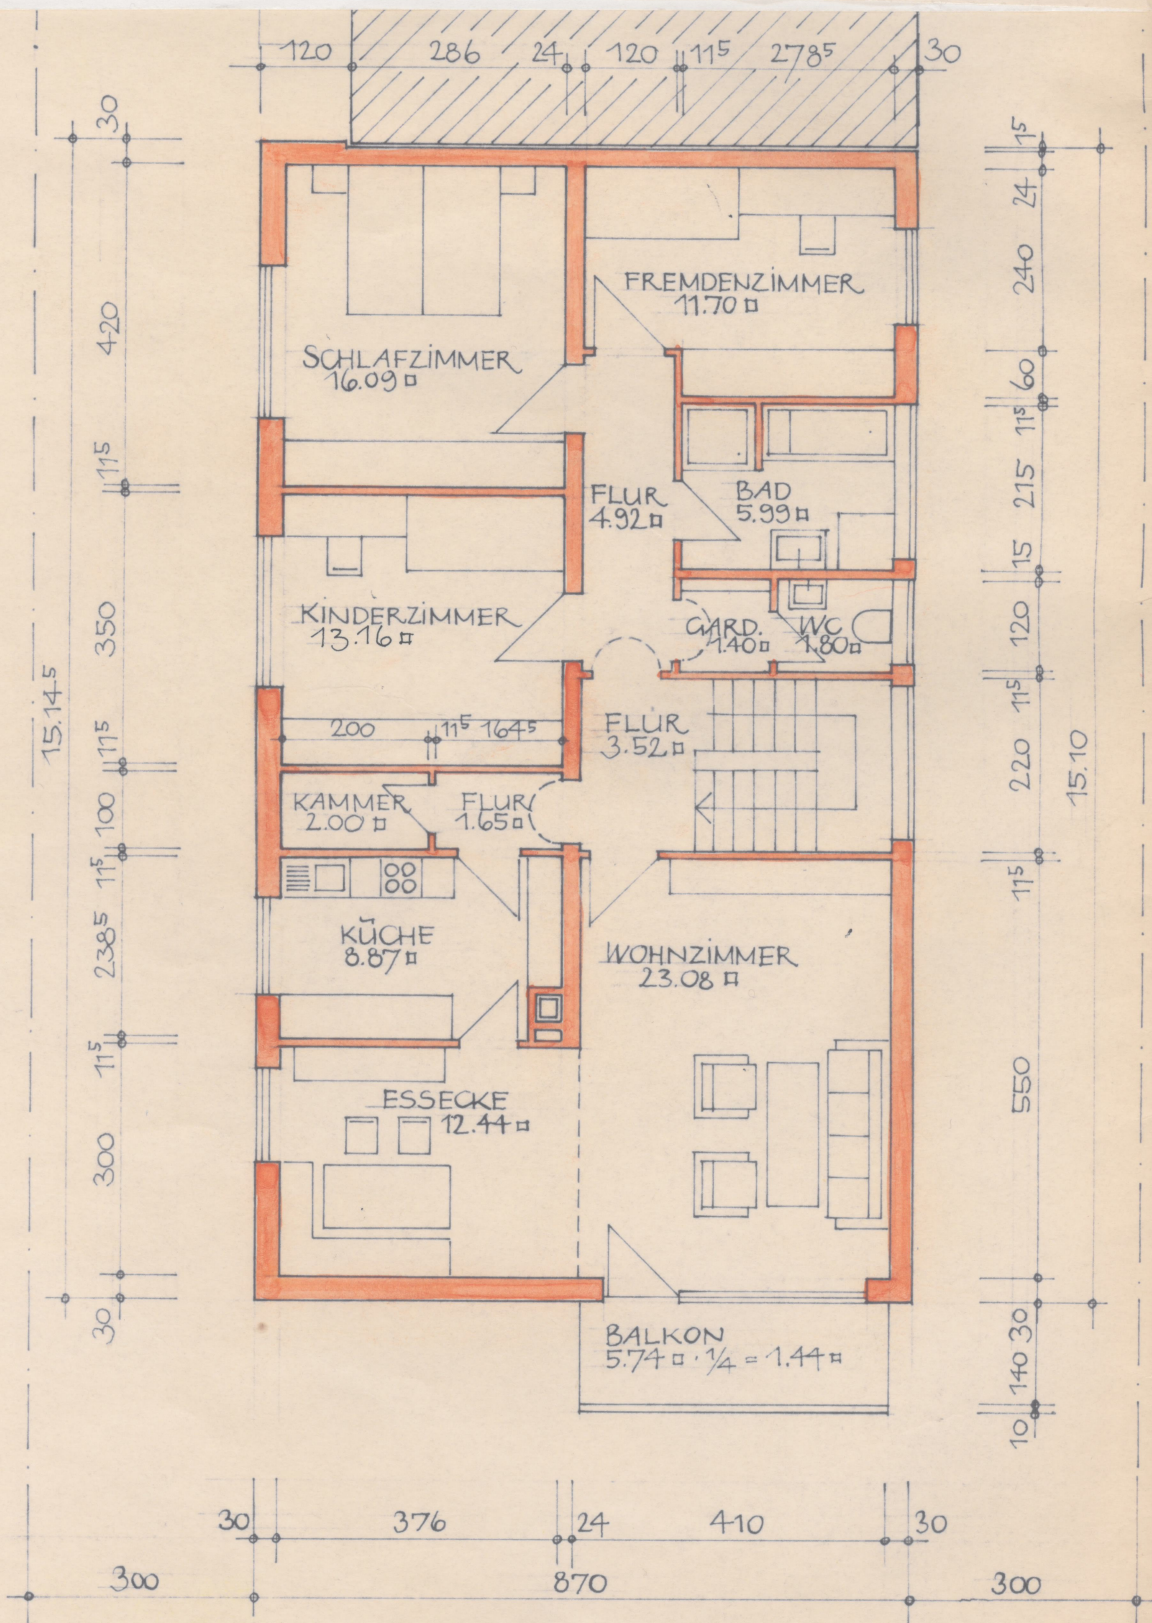 120 286 24 120 11⁵ 278⁵ 30
30
1⁵
24
240
60
11⁵
215
15
120
11⁵
220
11⁵
550
30
140
10
15.10
420
11⁵
350
11⁵
100
11⁵
238⁵
11⁵
300
30
15.14⁵
SCHLAFZIMMER
16.09 □
FREMDENZIMMER
11.70 □
FLUR
4.92 □
BAD
5.99 □
KINDERZIMMER
13.16 □
GARD.
1.40 □
WC
1.80 □
200 11⁵ 164⁵
FLUR
3.52 □
KAMMER
2.00 □
FLUR
1.65 □
KÜCHE
8.87 □
WOHNZIMMER
23.08 □
ESSECKE
12.44 □
BALKON
5.74 □ · 1/4 = 1.44 □
30 376 24 410 30
300 870 300